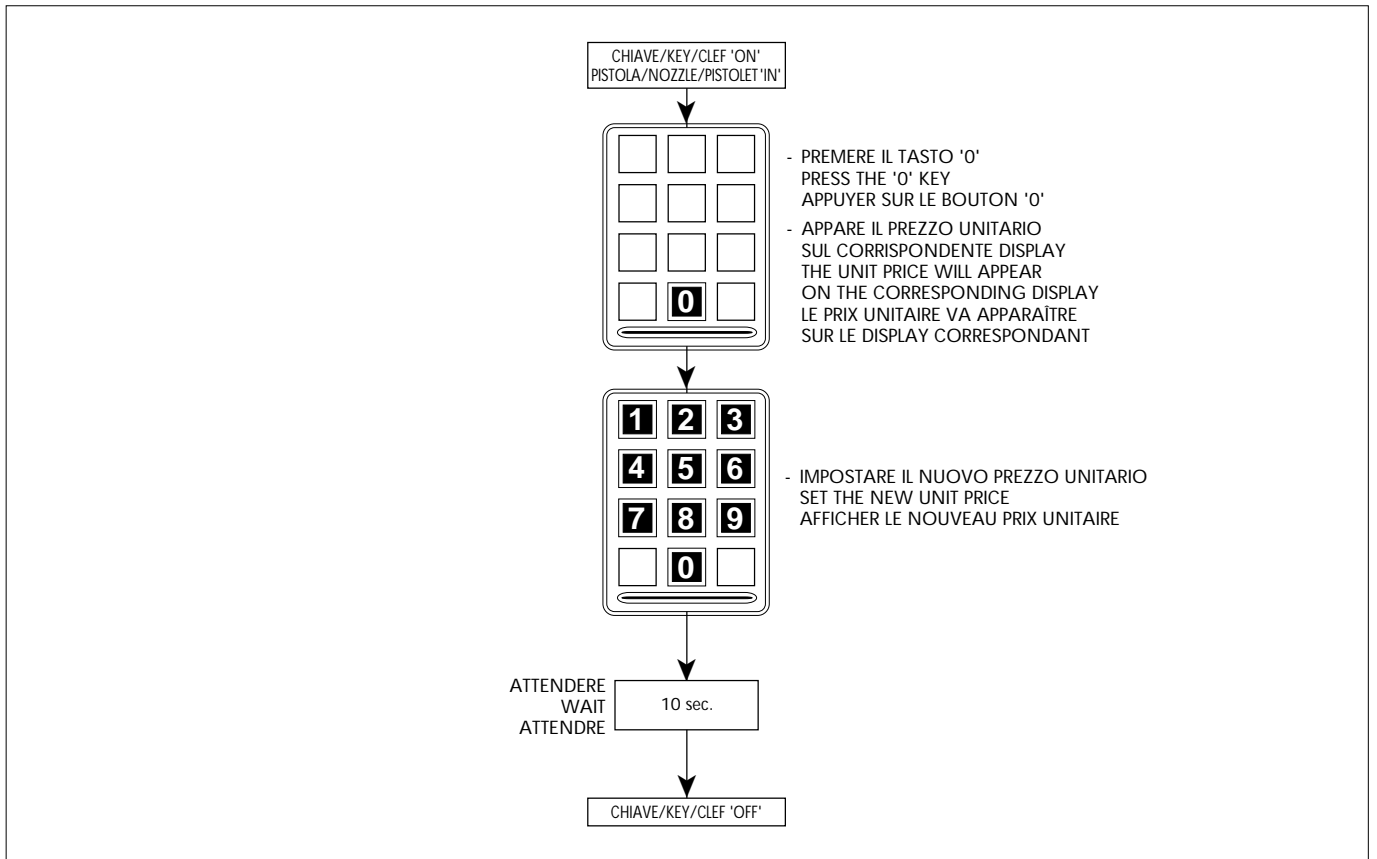 CHIAVE/KEY/CLEF 'ON'
PISTOLA/NOZZLE/PISTOLET 'IN'
- PREMERE IL TASTO '0'
PRESS THE '0' KEY
APPUYER SUR LE BOUTON '0'
- APPARE IL PREZZO UNITARIO
SUL CORRISPONDENTE DISPLAY
THE UNIT PRICE WILL APPEAR
ON THE CORRESPONDING DISPLAY
LE PRIX UNITAIRE VA APPARAÎTRE
SUR LE DISPLAY CORRESPONDANT
0
1 2 3
4 5 6
7 8 9
0
- IMPOSTARE IL NUOVO PREZZO UNITARIO
SET THE NEW UNIT PRICE
AFFICHER LE NOUVEAU PRIX UNITAIRE
ATTENDERE
WAIT
ATTENDRE
10 sec.
CHIAVE/KEY/CLEF 'OFF'